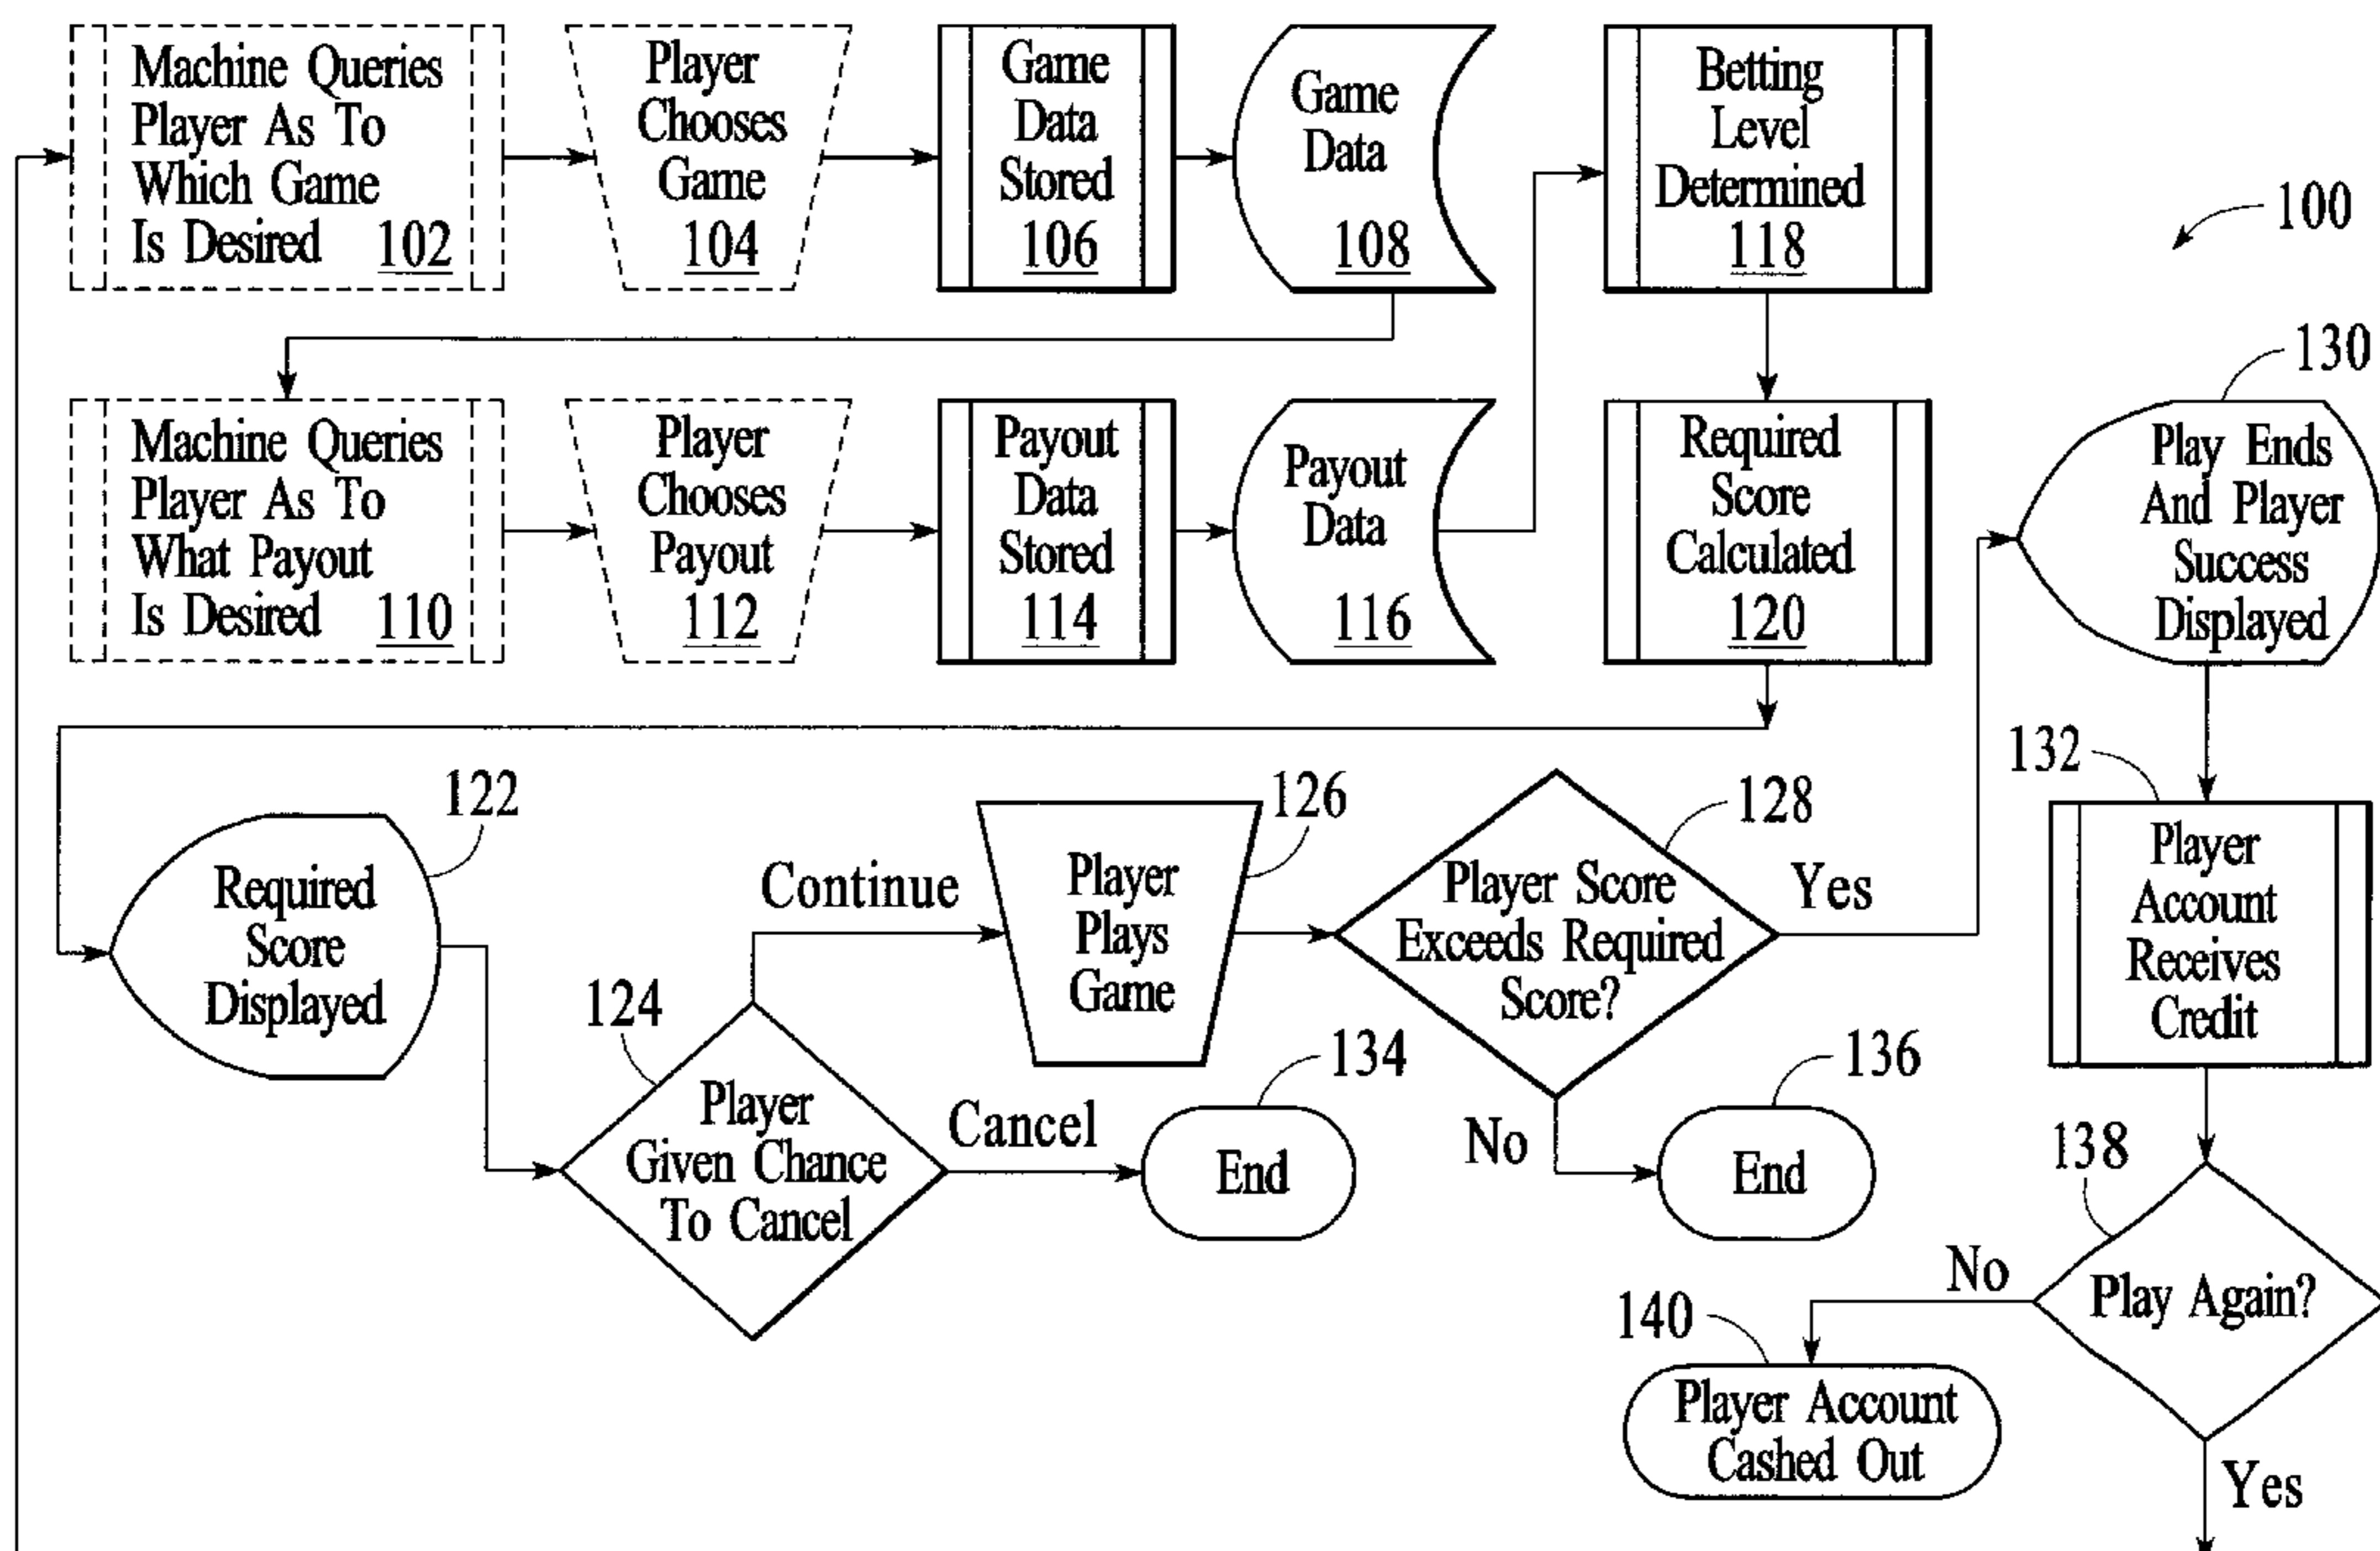 Machine Queries
Player As To
Which Game
Is Desired 102
Player
Chooses
Game
104
Game
Data
Stored
106
Game
Data
108
Betting
Level
Determined
118
100
Machine Queries
Player As To
What Payout
Is Desired 110
Player
Chooses
Payout
112
Payout
Data
Stored
114
Payout
Data
116
Required
Score
Calculated
120
130
Play Ends
And Player
Success
Displayed
122
Required
Score
Displayed
124
Player
Given Chance
To Cancel
Continue
Cancel
126
Player
Plays
Game
134
End
128
Player Score
Exceeds Required
Score?
Yes
No
136
End
132
Player
Account
Receives
Credit
138
Play Again?
No
140
Player Account
Cashed Out
Yes